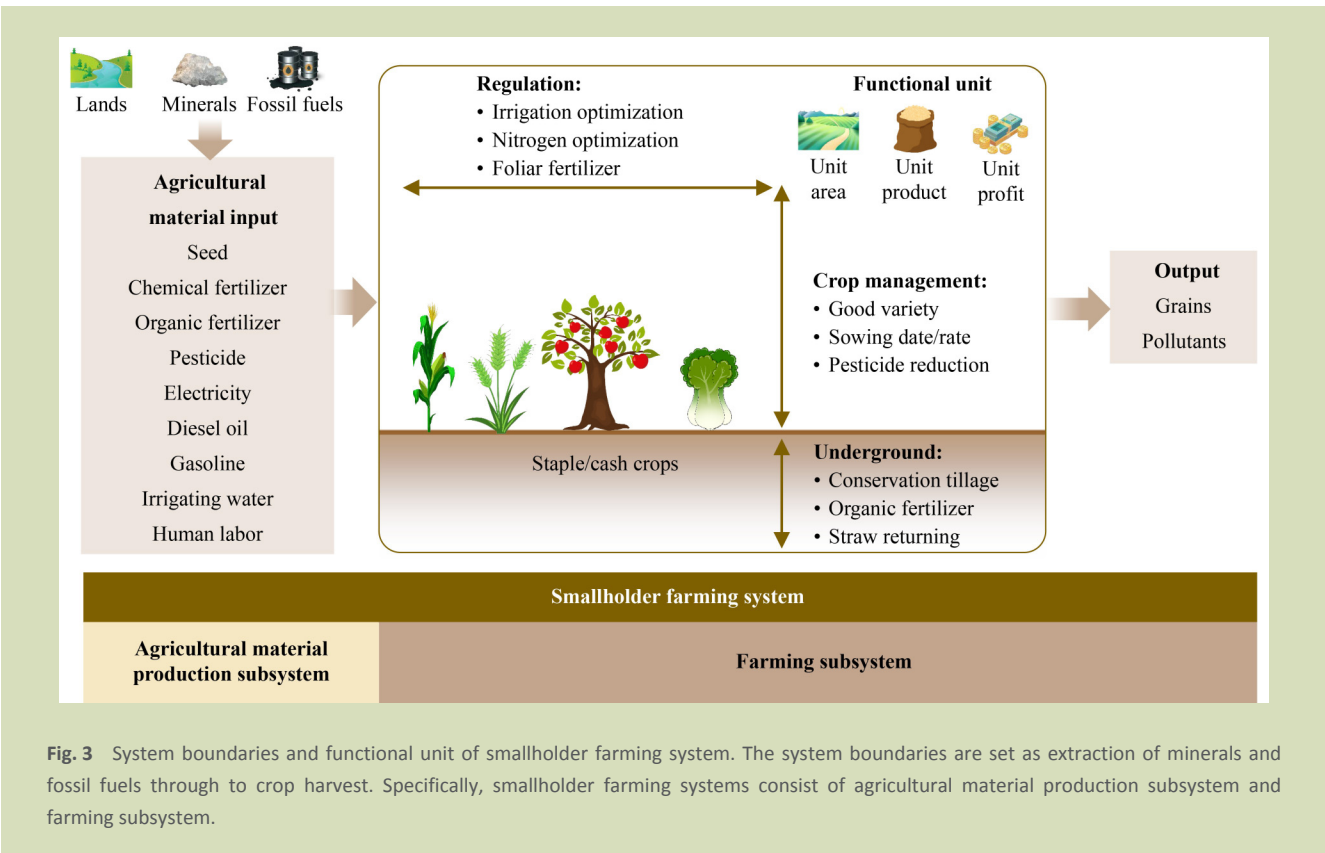 Lands
Minerals
Fossil fuels
Agricultural
material input
Seed
Chemical fertilizer
Organic fertilizer
Pesticide
Electricity
Diesel oil
Gasoline
Irrigating water
Human labor
Regulation:
• Irrigation optimization
• Nitrogen optimization
• Foliar fertilizer
Functional unit
Unit
area
Unit
product
Unit
profit
Crop management:
• Good variety
• Sowing date/rate
• Pesticide reduction
Staple/cash crops
Underground:
• Conservation tillage
• Organic fertilizer
• Straw returning
Output
Grains
Pollutants
Smallholder farming system
Agricultural material
production subsystem
Farming subsystem
Fig. 3 System boundaries and functional unit of smallholder farming system. The system boundaries are set as extraction of minerals and
fossil fuels through to crop harvest. Specifically, smallholder farming systems consist of agricultural material production subsystem and
farming subsystem.